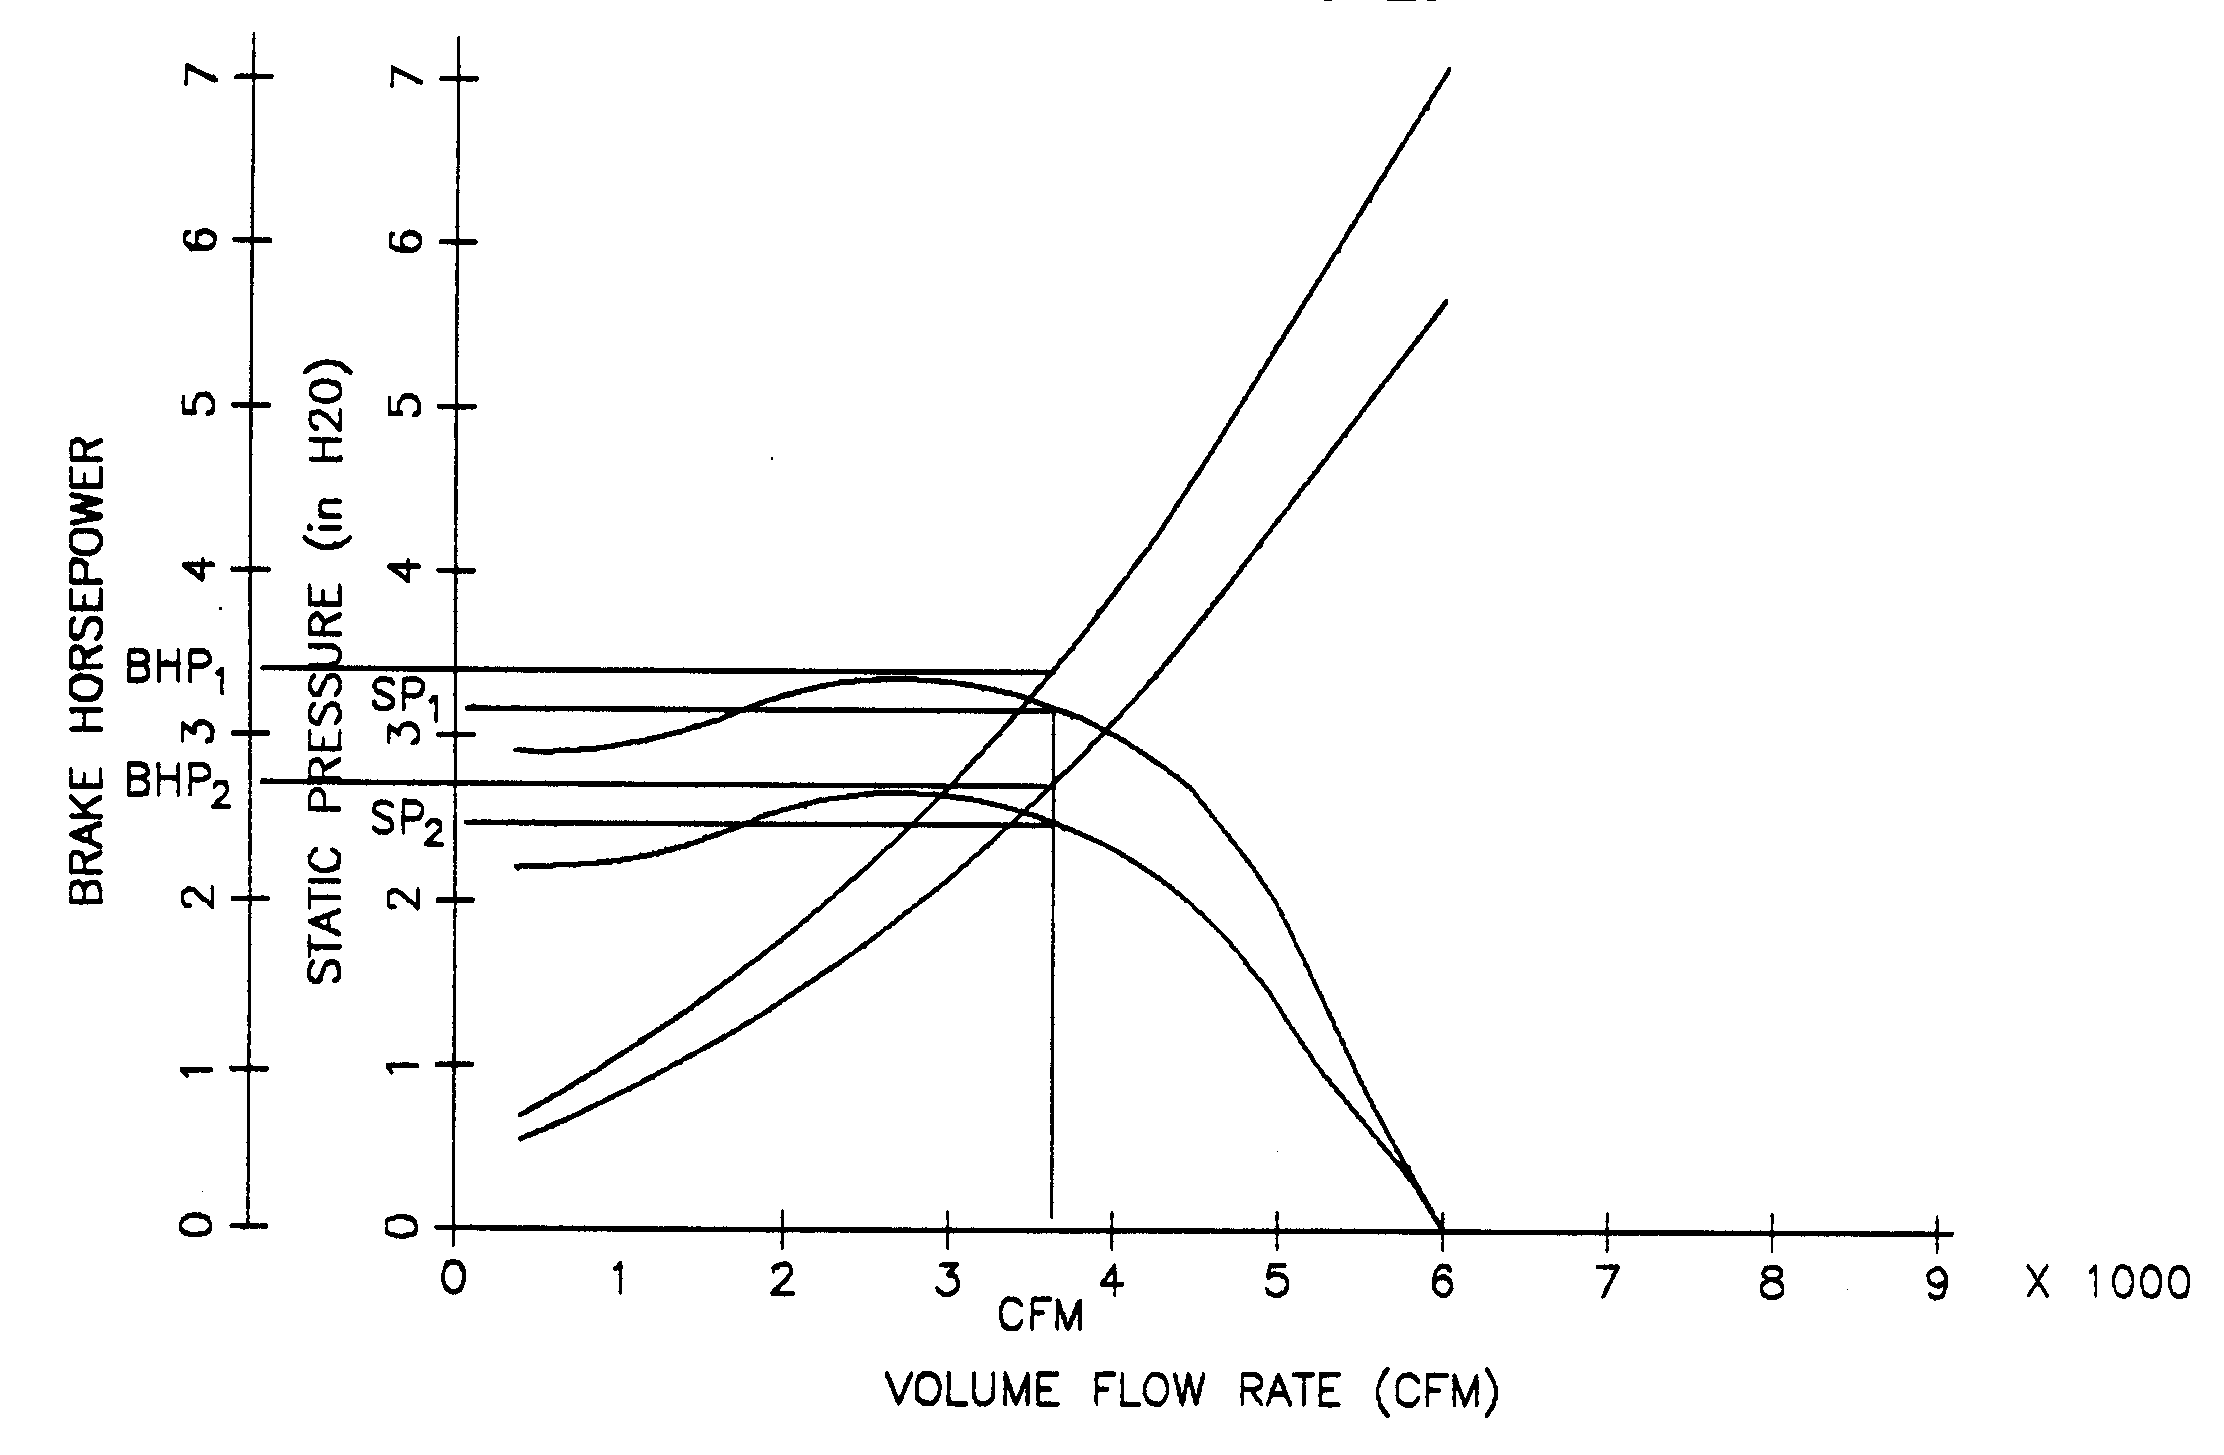 BRAKE HORSEPOWER
7
6
5
4
BHP1
3
BHP2
2
1
0
STATIC PRESSURE (in H20)
7
6
5
4
SP1
3
SP2
2
1
0
0 1 2 3 4 5 6 7 8 9 X 1000
CFM
VOLUME FLOW RATE (CFM)